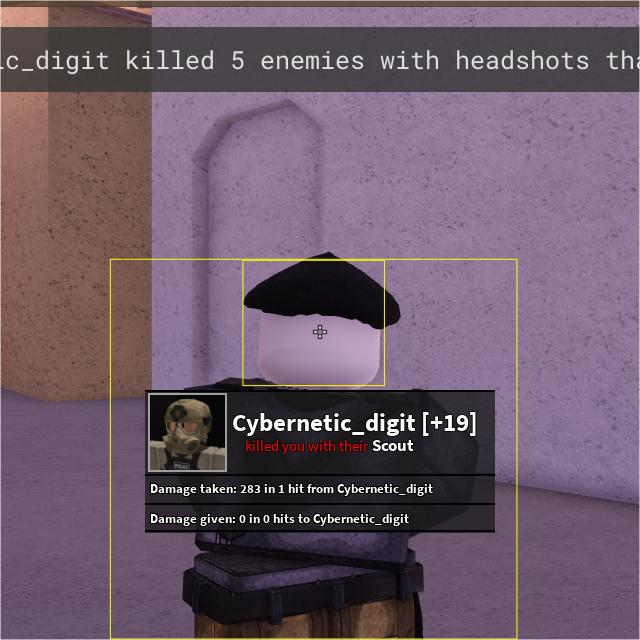 ic_digit killed 5 enemies with headshots tha
Cybernetic_digit [+19]
killed you with their Scout
Damage taken: 283 in 1 hit from Cybernetic_digit
Damage given: 0 in 0 hits to Cybernetic_digit